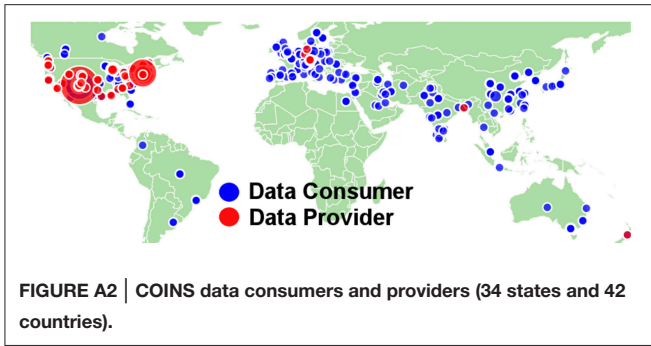 Data Consumer
Data Provider
FIGURE A2 | COINS data consumers and providers (34 states and 42
countries).